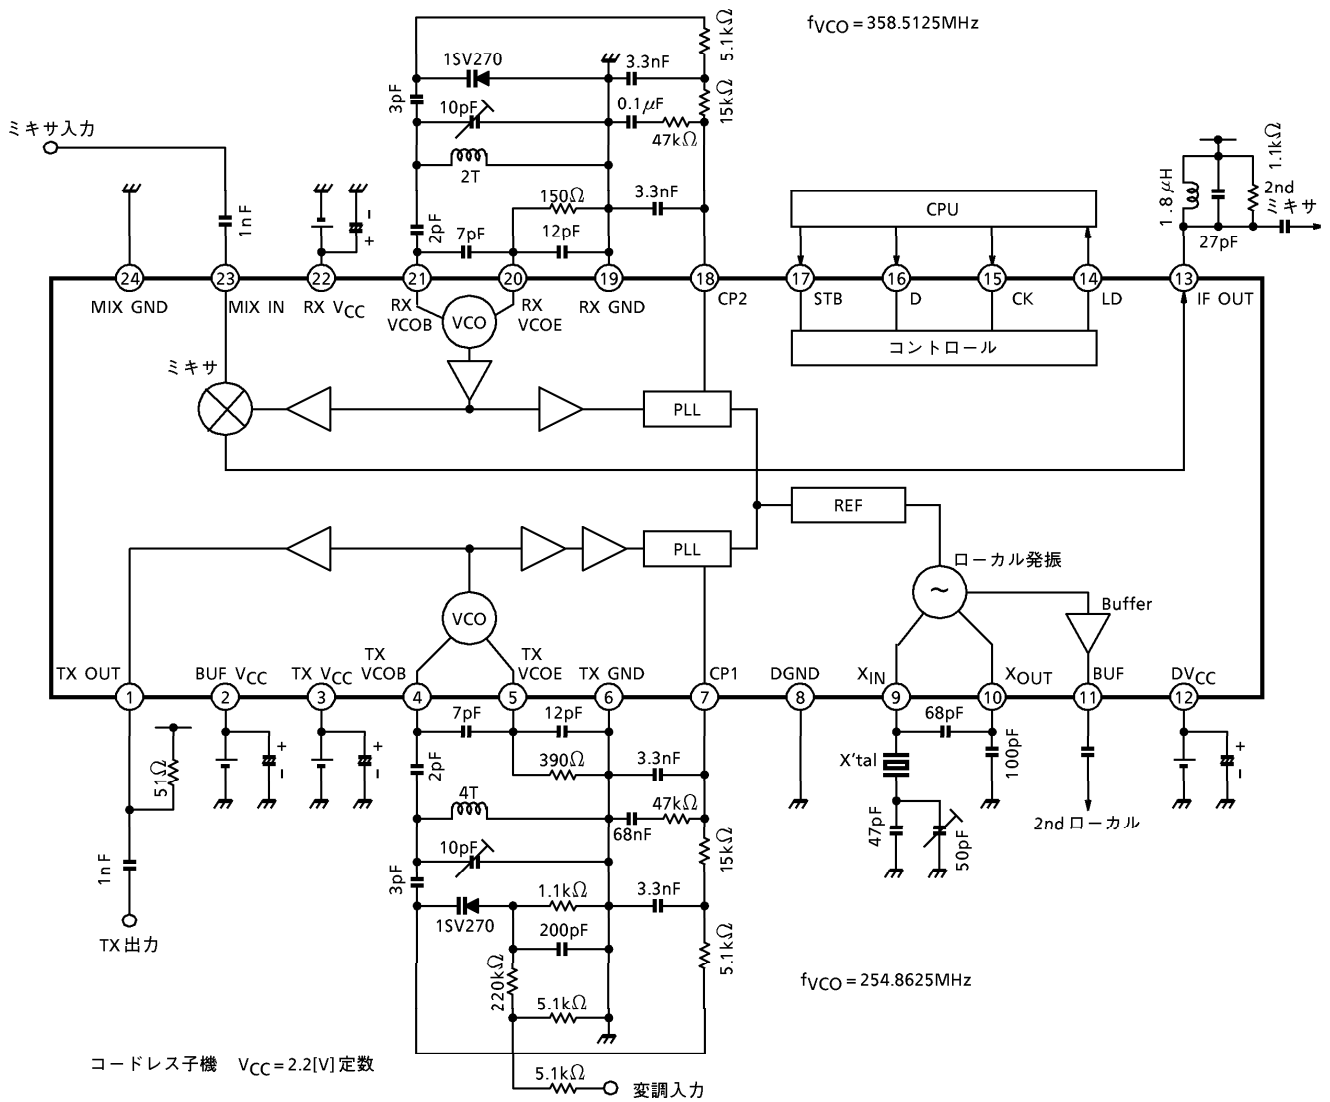 fVCO = 358.5125MHz
5.1kΩ
1SV270
3.3nF
3pF
10pF
0.1μF
15kΩ
47kΩ
ミキサ入力
2T
150Ω
3.3nF
1nF
2pF
7pF
12pF
CPU
1.8μH
1.1kΩ
2nd
ミキサ
27pF
24
23
22
21
20
19
18
17
16
15
14
13
MIX GND
MIX IN
RX VCC
RX VCOB
RX VCOE
RX GND
CP2
STB
D
CK
LD
IF OUT
VCO
コントロール
ミキサ
PLL
REF
PLL
ローカル発振
~
Buffer
VCO
TX OUT
BUF VCC
TX VCC
TX VCOB
TX VCOE
TX GND
CP1
DGND
XIN
XOUT
BUF
DVCC
1
2
3
4
5
6
7
8
9
10
11
12
51Ω
+
-
+
-
7pF
12pF
2pF
390Ω
3.3nF
68pF
X'tal
100pF
+
-
4T
47kΩ
68nF
47pF
50pF
2ndローカル
1nF
10pF
15kΩ
3pF
1.1kΩ
3.3nF
1SV270
200pF
TX出力
220kΩ
5.1kΩ
5.1kΩ
fVCO = 254.8625MHz
コードレス子機 VCC = 2.2[V] 定数
5.1kΩ
変調入力